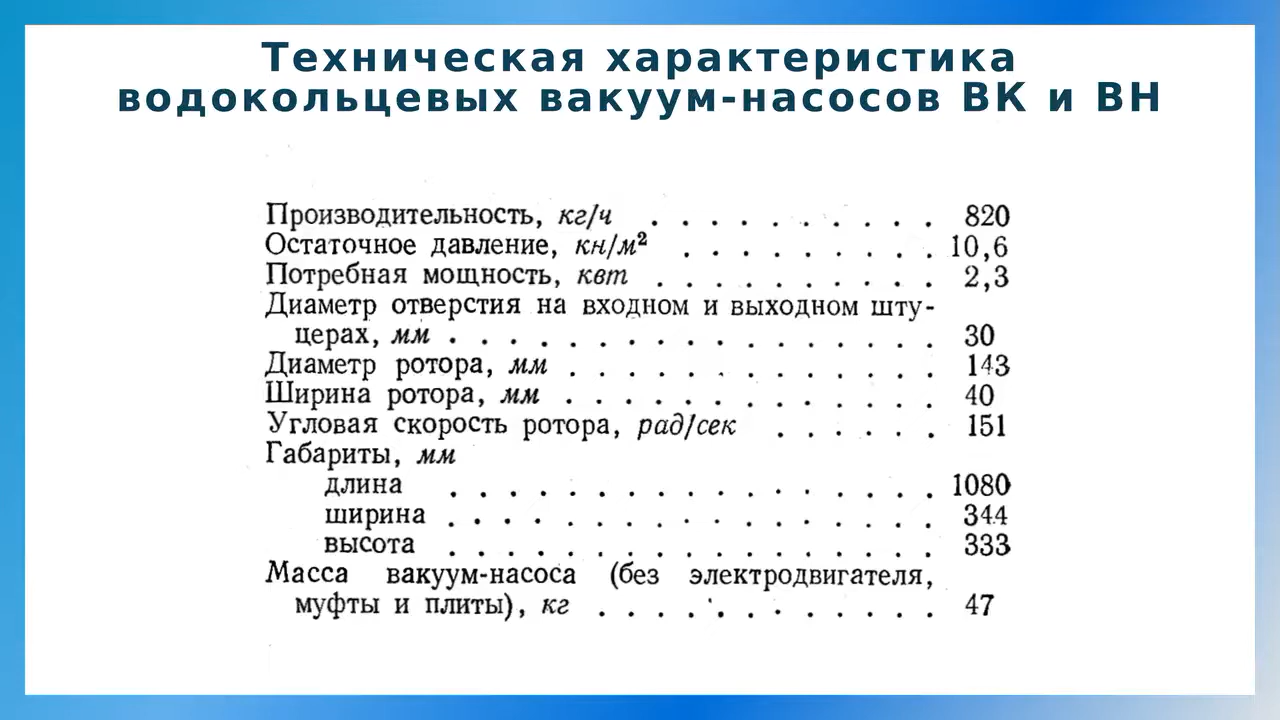 Техническая характеристика
водокольцевых вакуум-насосов ВК и ВН
Производительность, кг/ч . . . . . . . . . . 820
Остаточное давление, кн/м² . . . . . . . . . 10,6
Потребная мощность, квт . . . . . . . . . . 2,3
Диаметр отверстия на входном и выходном шту-
церах, мм . . . . . . . . . . . . . . . . . 30
Диаметр ротора, мм . . . . . . . . . . . . . 143
Ширина ротора, мм . . . . . . . . . . . . . 40
Угловая скорость ротора, рад/сек . . . . . . 151
Габариты, мм
длина . . . . . . . . . . . . . . . . . 1080
ширина . . . . . . . . . . . . . . . . . 344
высота . . . . . . . . . . . . . . . . . 333
Масса вакуум-насоса (без электродвигателя,
муфты и плиты), кг . . . . . . . . . . . . 47